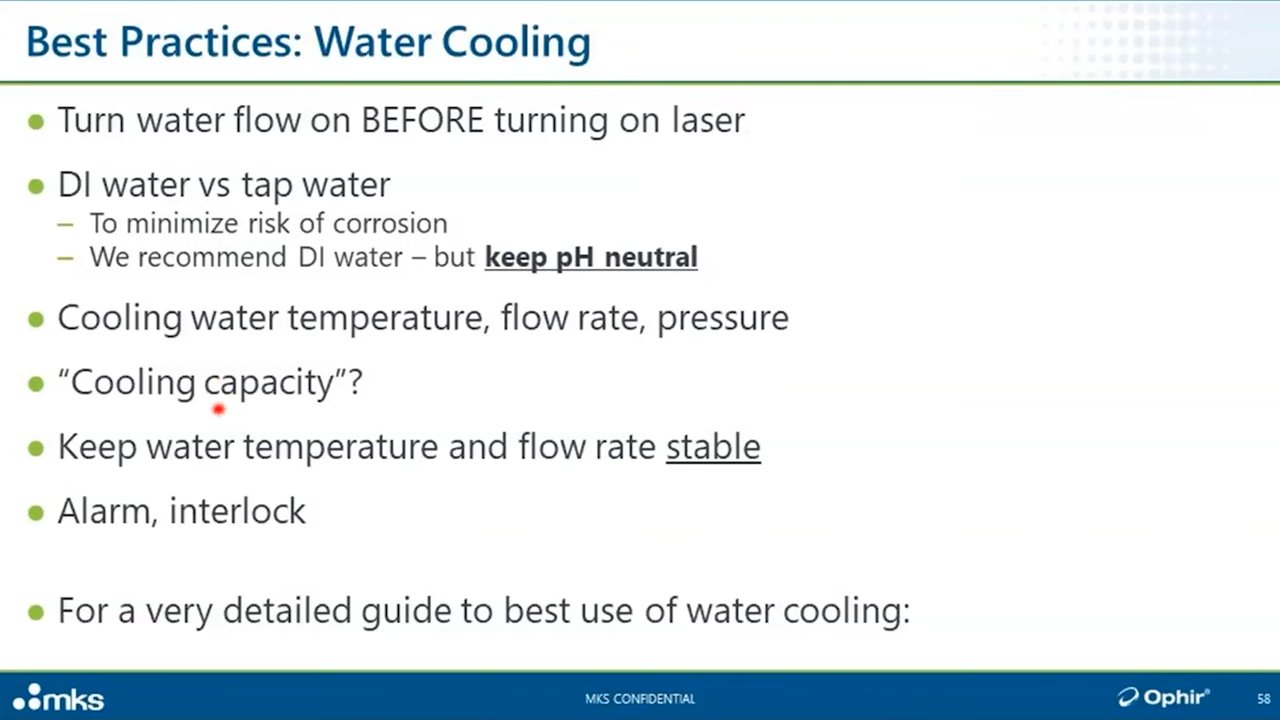 Best Practices: Water Cooling
Turn water flow on BEFORE turning on laser
DI water vs tap water
– To minimize risk of corrosion
– We recommend DI water – but keep pH neutral
Cooling water temperature, flow rate, pressure
“Cooling capacity”?
Keep water temperature and flow rate stable
Alarm, interlock
For a very detailed guide to best use of water cooling:
mks
MKS CONFIDENTIAL
Ophir®
58